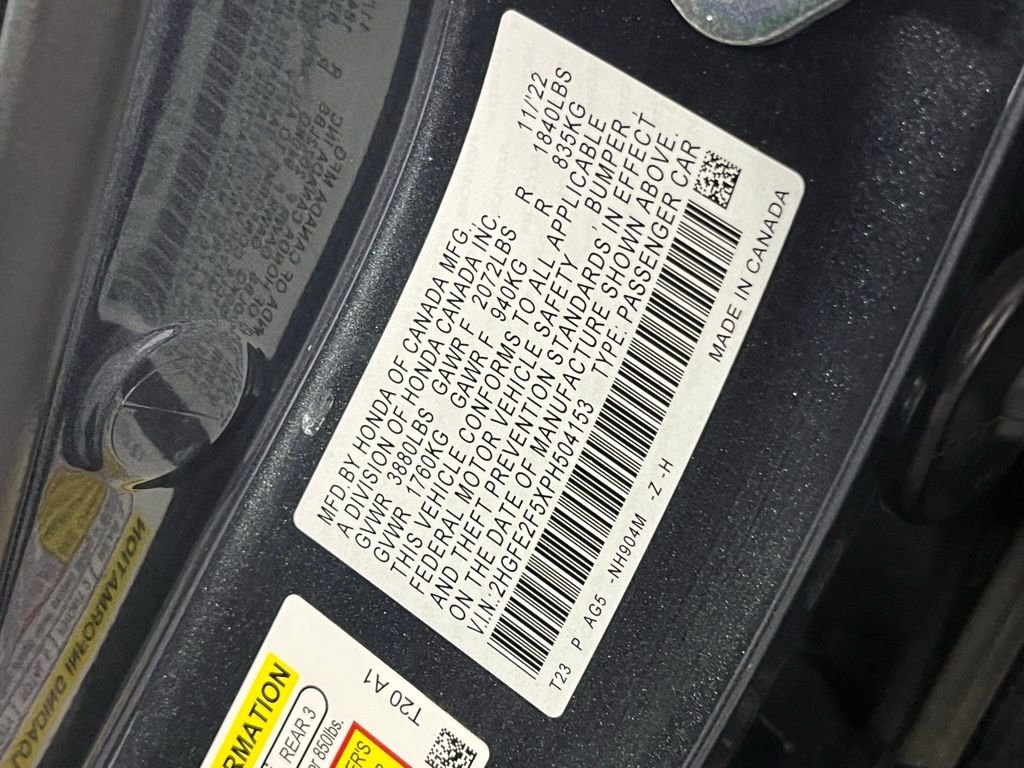 MFD.BY HONDA OF CANADA MFG. 11/'22
A DIVISION OF HONDA CANADA INC.
GVWR 3880LBS GAWR F 2072LBS R 1840LBS
GVWR 1760KG GAWR F 940KG R 835KG
THIS VEHICLE CONFORMS TO ALL APPLICABLE
FEDERAL MOTOR VEHICLE SAFETY, BUMPER,
AND THEFT PREVENTION STANDARDS IN EFFECT
ON THE DATE OF MANUFACTURE SHOWN ABOVE.
V.I.N. 2HGFE2F5XPH504153 TYPE: PASSENGER CAR
T23 P AG5 -NH904M -Z -H MADE IN CANADA
T20 A1
REAR 3
850lbs.